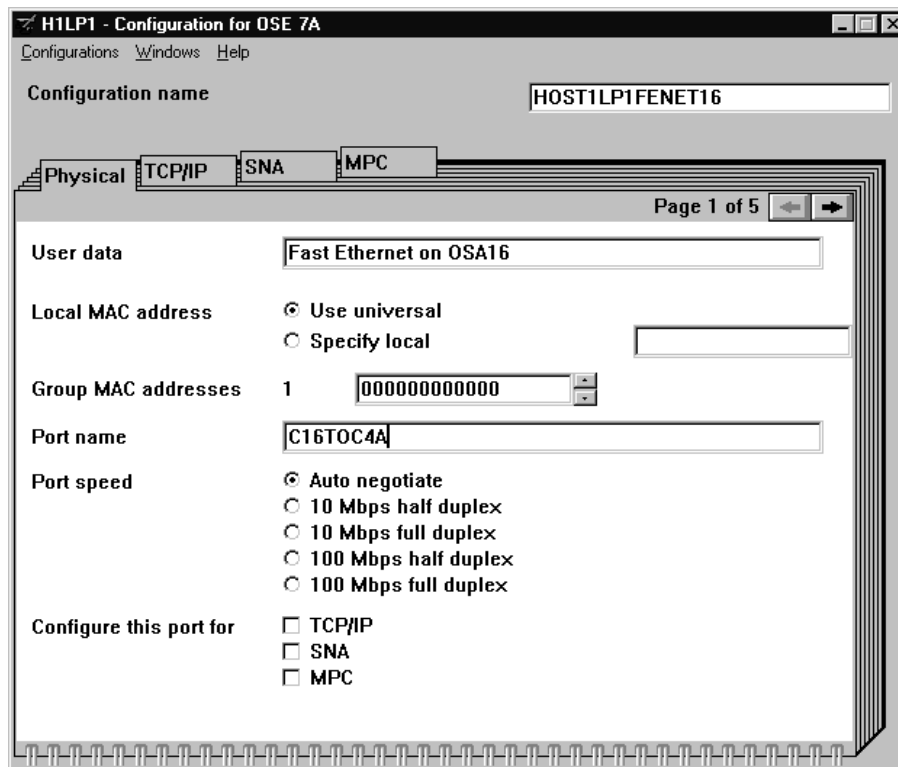 H1LP1 - Configuration for OSE 7A
Configurations Windows Help
Configuration name HOST1LP1FENET16
Physical TCP/IP SNA MPC
Page 1 of 5
User data Fast Ethernet on OSA16
Local MAC address Use universal
Specify local
Group MAC addresses 1 000000000000
Port name C16TOC4A
Port speed Auto negotiate
10 Mbps half duplex
10 Mbps full duplex
100 Mbps half duplex
100 Mbps full duplex
Configure this port for TCP/IP
SNA
MPC